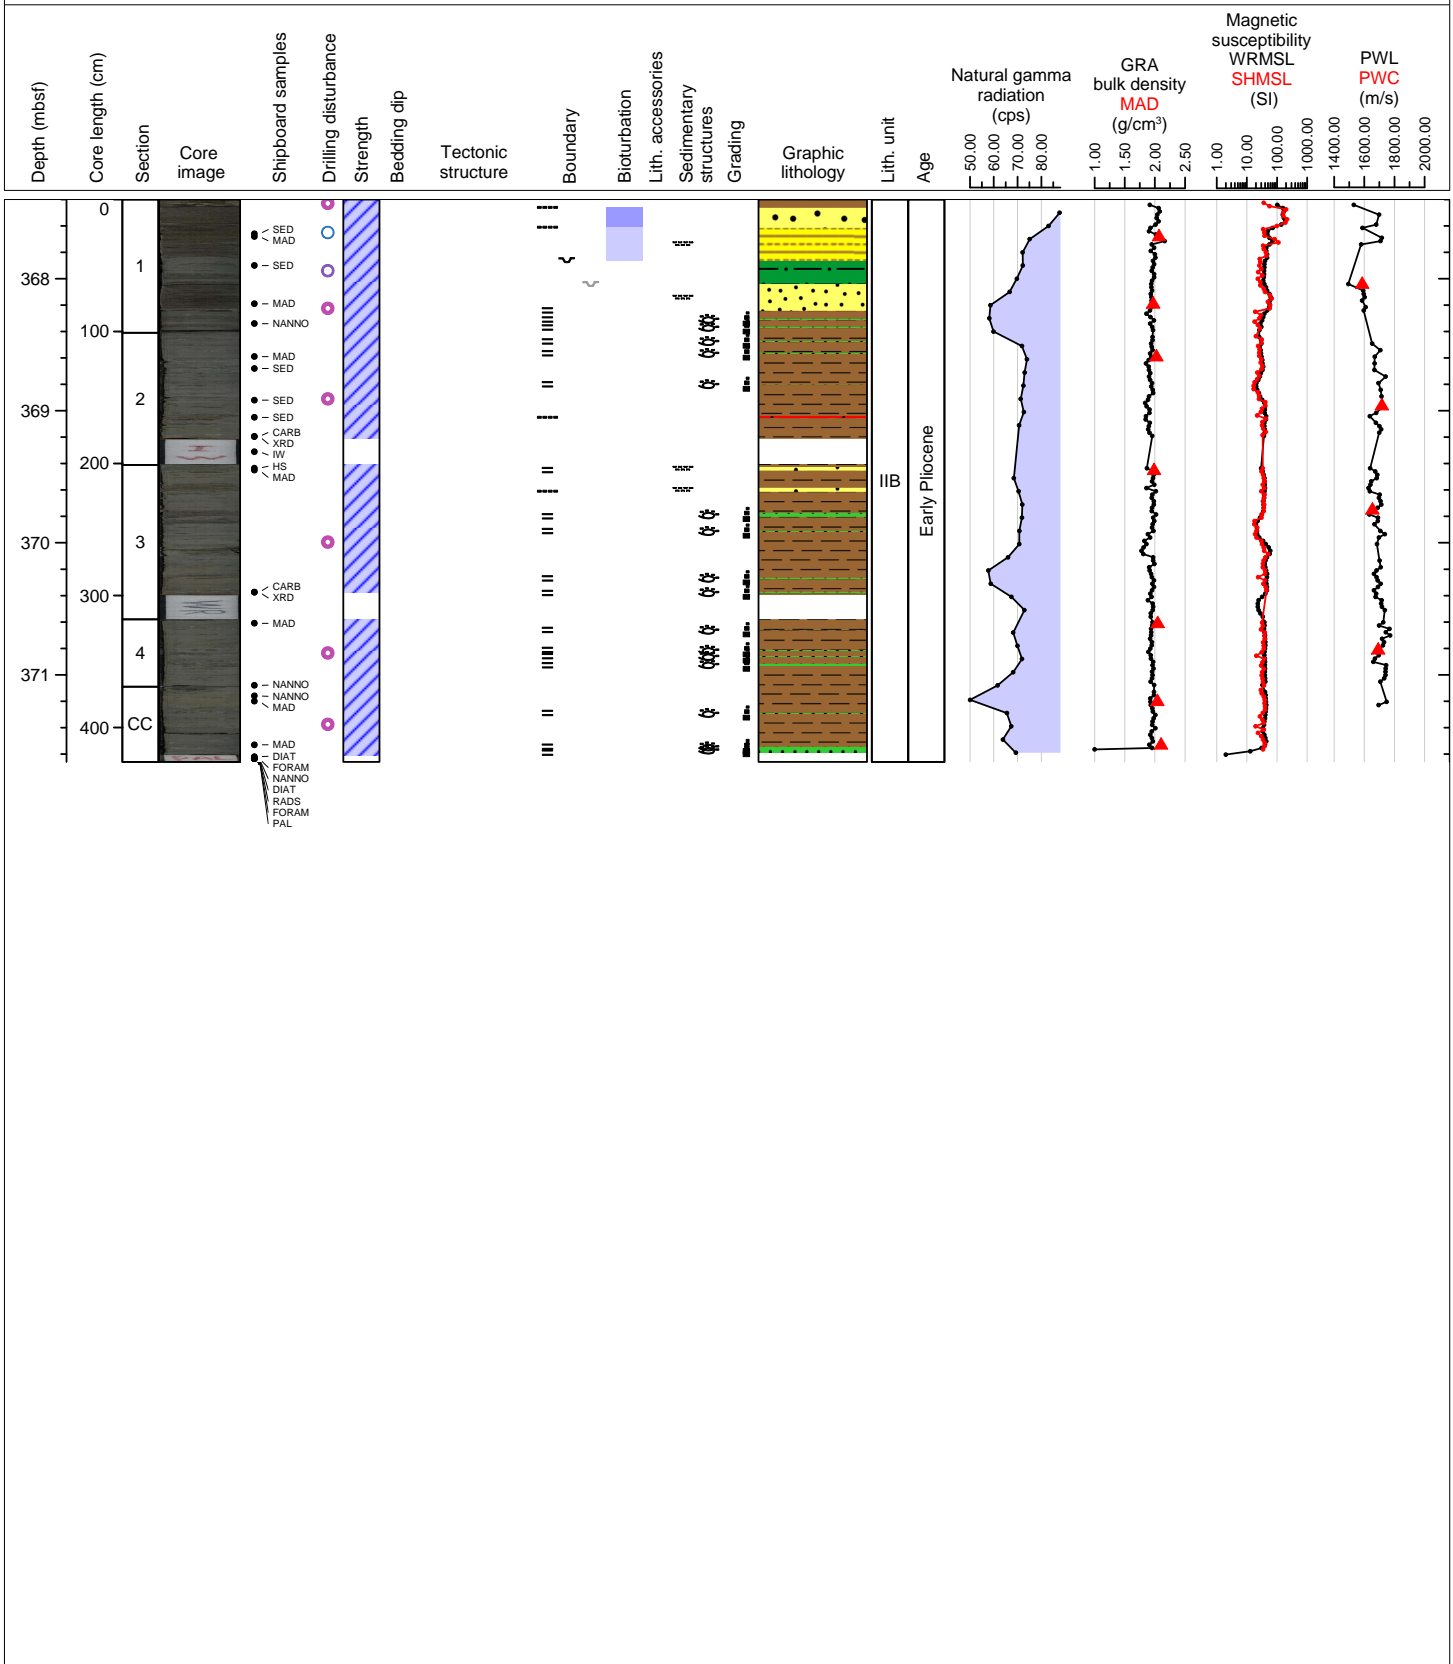 Depth (mbsf)
Core length (cm)
Section
Core
image
Shipboard samples
Drilling disturbance
Strength
Bedding dip
Tectonic
structure
Boundary
Bioturbation
Lith. accessories
Sedimentary
structures
Grading
Graphic
lithology
Lith. unit
Age
Natural gamma
radiation
(cps)
50.00 60.00 70.00 80.00
GRA
bulk density
MAD
(g/cm³)
1.00 1.50 2.00 2.50
Magnetic
susceptibility
WRMSL
SHMSL
(SI)
1.00 10.00 100.00 1000.00
PWL
PWC
(m/s)
1400.00 1600.00 1800.00 2000.00
368
369
370
371
0
100
200
300
400
1
2
3
4
CC
SED
MAD
SED
MAD
NANNO
MAD
SED
SED
SED
CARB
XRD
IW
HS
MAD
CARB
XRD
MAD
NANNO
NANNO
MAD
MAD
DIAT
FORAM
NANNO
DIAT
RADS
FORAM
PAL
IIB
Early Pliocene